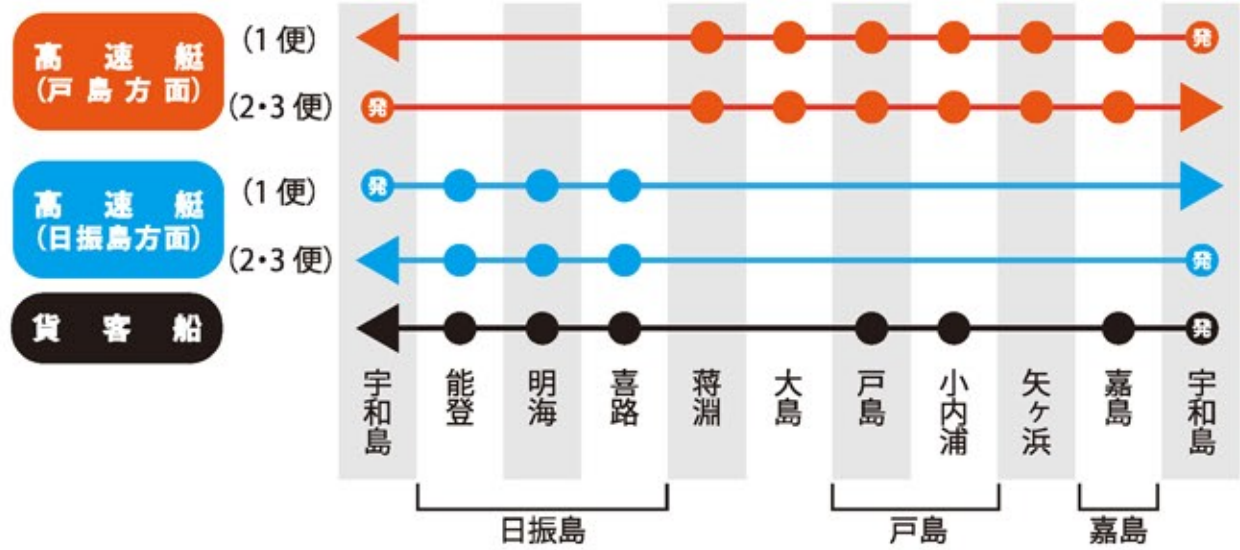 高速艇
(戸島方面)
(1便)
発
(2・3便)
発
高速艇
(日振島方面)
(1便)
発
(2・3便)
発
貨客船
発
宇和島
能登
明海
喜路
蒋淵
大島
戸島
小内浦
矢ヶ浜
嘉島
宇和島
日振島
戸島
嘉島